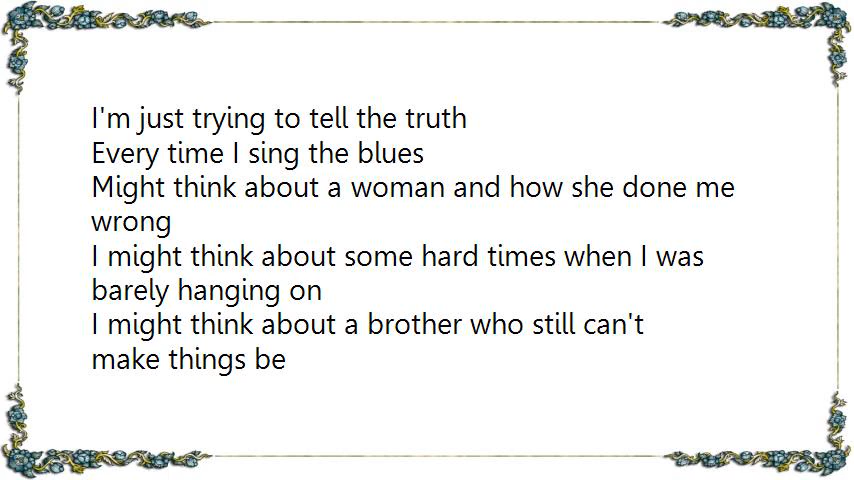 I'm just trying to tell the truth
Every time I sing the blues
Might think about a woman and how she done me
wrong
I might think about some hard times when I was
barely hanging on
I might think about a brother who still can't
make things be